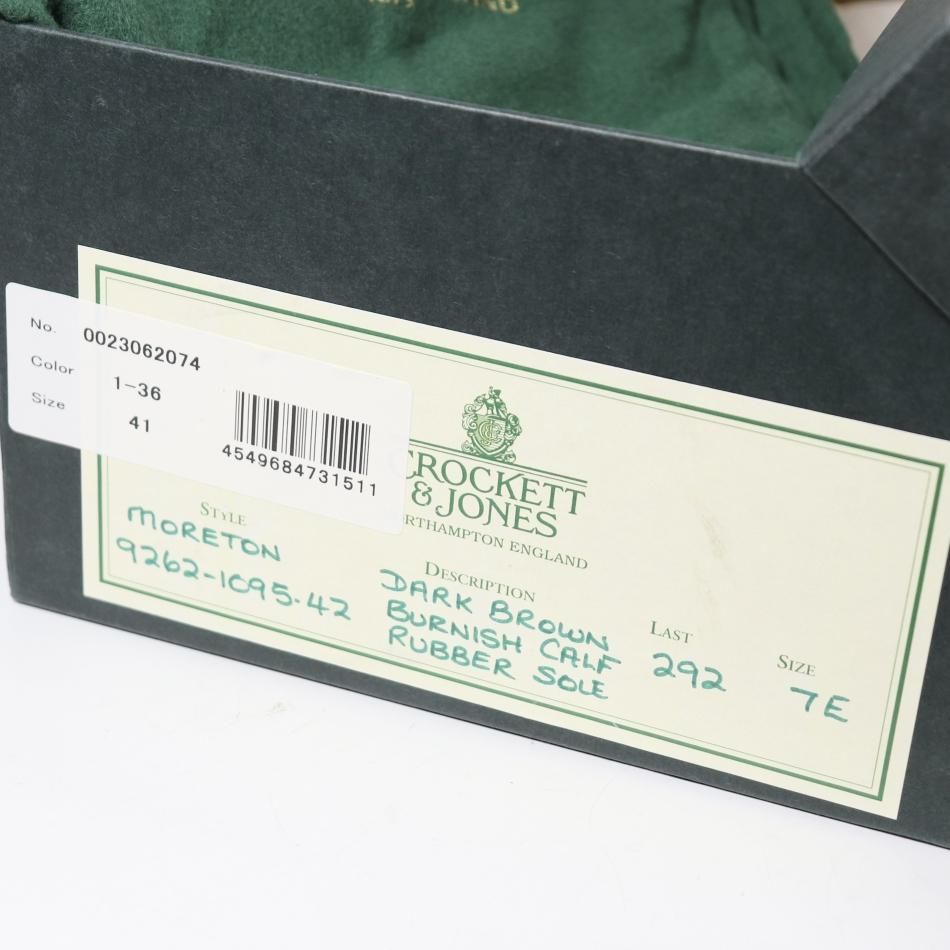 No. 0023062074
Color 1-36
Size 41
4549684731511
CROCKETT
& JONES
NORTHAMPTON ENGLAND
STYLE
MORETON
9262-1095.42
DESCRIPTION
DARK BROWN
BURNISH CALF
RUBBER SOLE
LAST
292
SIZE
7E